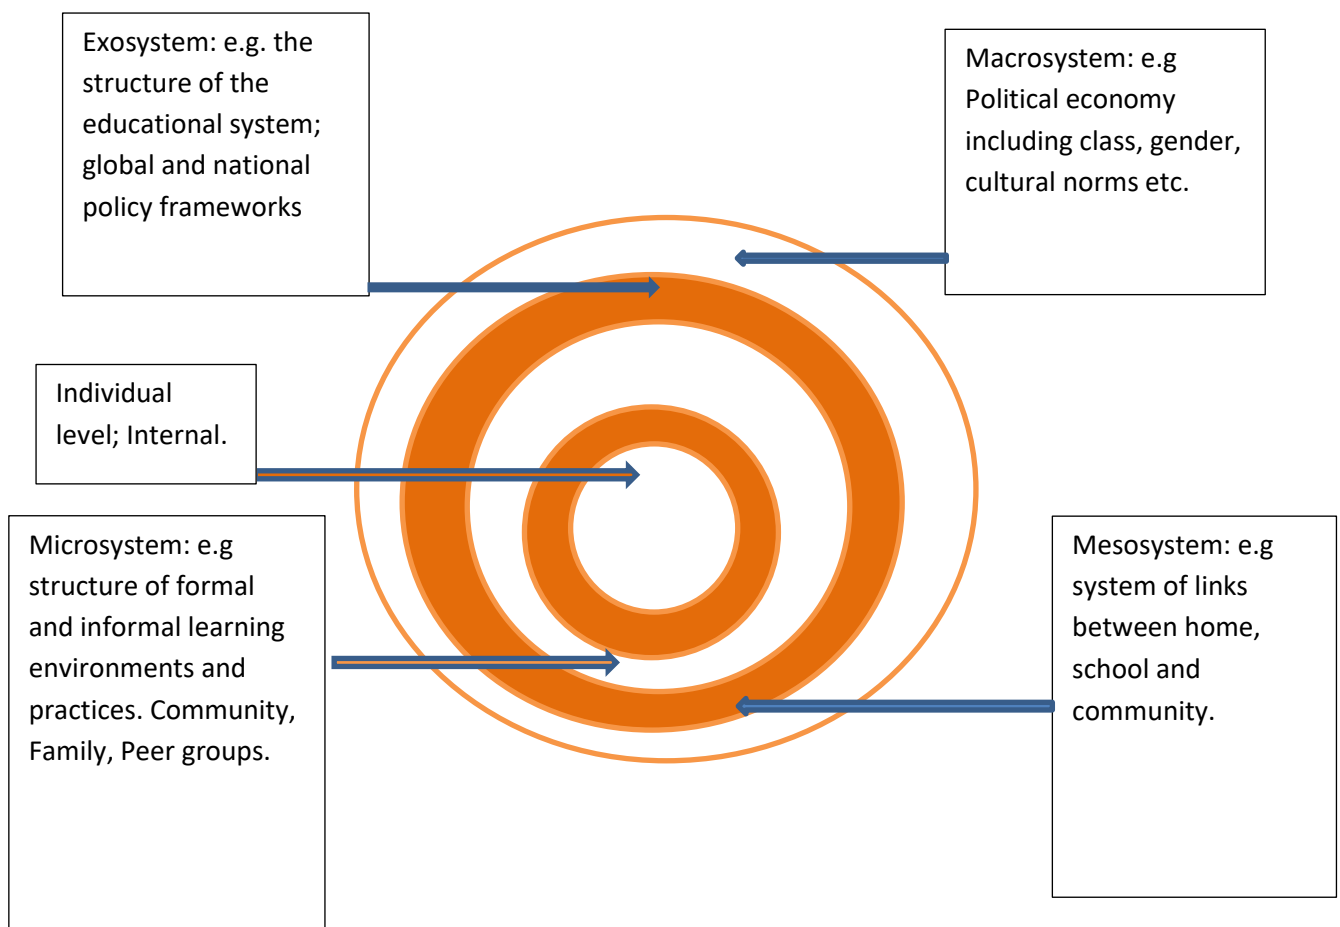 Exosystem: e.g. the
structure of the
educational system;
global and national
policy frameworks
Macrosystem: e.g
Political economy
including class, gender,
cultural norms etc.
Individual
level; Internal.
Microsystem: e.g
structure of formal
and informal learning
environments and
practices. Community,
Family, Peer groups.
Mesosystem: e.g
system of links
between home,
school and
community.